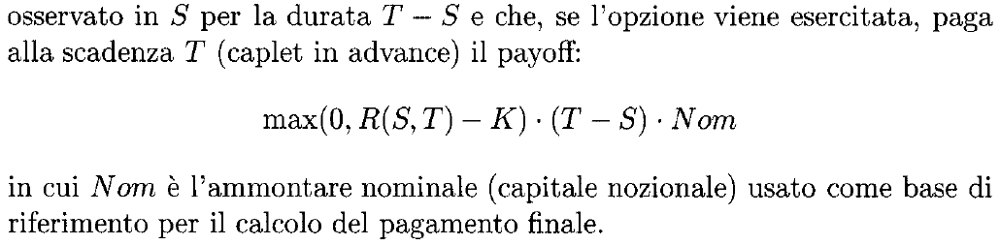 osservato in S per la durata T − S e che, se l'opzione viene esercitata, paga
alla scadenza T (caplet in advance) il payoff:
max(0, R(S, T) − K) · (T − S) · Nom
in cui Nom è l'ammontare nominale (capitale nozionale) usato come base di
riferimento per il calcolo del pagamento finale.